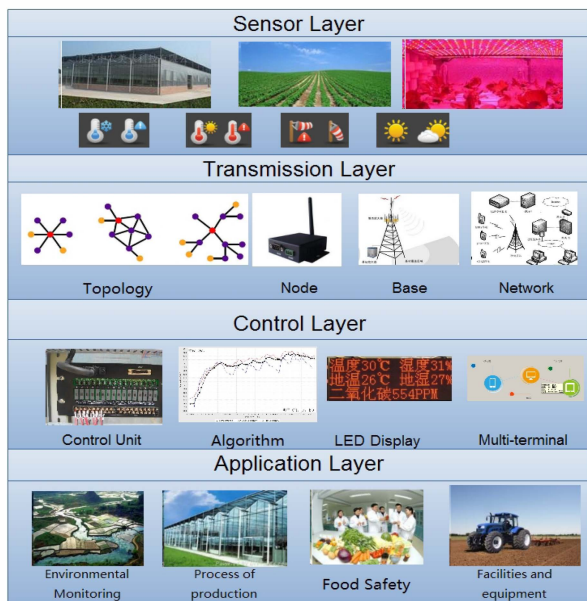 Sensor Layer
Transmission Layer
Topology
Node
Base
Network
Control Layer
温度30℃ 湿度31%
地温26℃ 地湿27%
二氧化碳554PPM
Control Unit
Algorithm
LED Display
Multi-terminal
Application Layer
Environmental
Monitoring
Process of
production
Food Safety
Facilities and
equipment